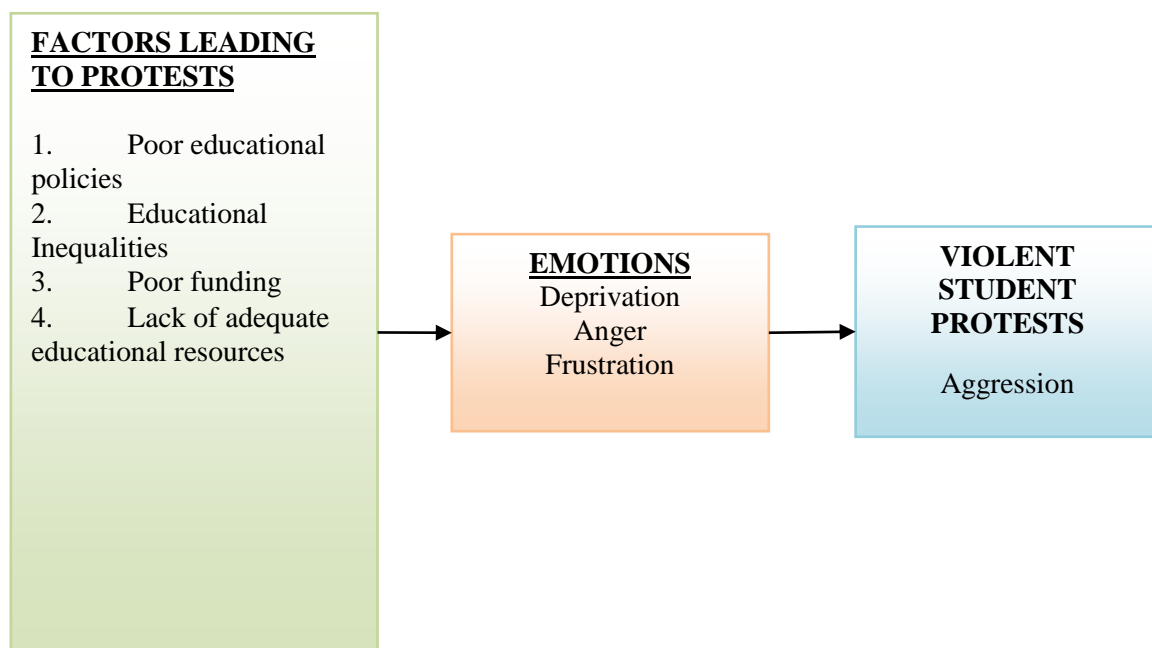 FACTORS LEADING
TO PROTESTS
1. Poor educational
policies
2. Educational
Inequalities
3. Poor funding
4. Lack of adequate
educational resources
EMOTIONS
Deprivation
Anger
Frustration
VIOLENT
STUDENT
PROTESTS
Aggression